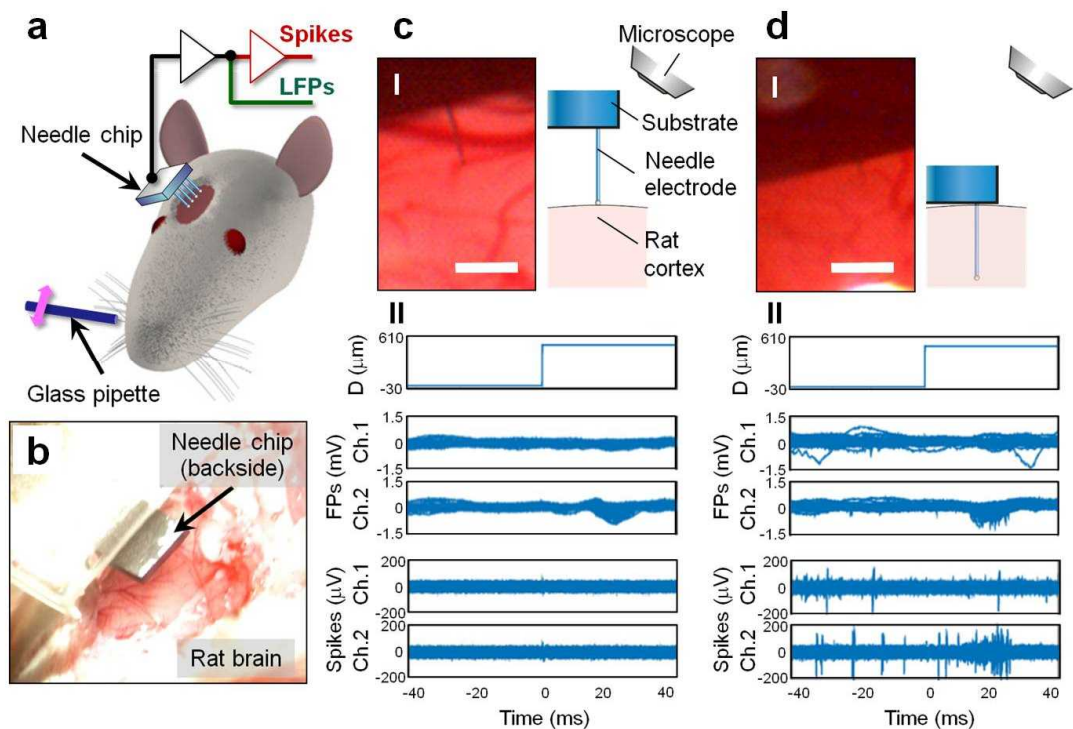 a
Spikes
LFPs
Needle chip
Glass pipette
b
Needle chip
(backside)
Rat brain
c
I
Microscope
Substrate
Needle
electrode
Rat
cortex
II
610
-30
D (μm)
1.5
0
-1.5
Ch.1
1.5
0
-1.5
Ch.2
FPs (mV)
200
0
-200
Ch.1
200
0
-200
Ch.2
Spikes (μV)
-40 -20 0 20 40
Time (ms)
d
I
II
610
-30
D (μm)
1.5
0
-1.5
Ch.1
1.5
0
-1.5
Ch.2
FPs (mV)
200
0
-200
Ch.1
200
0
-200
Ch.2
Spikes (μV)
-40 -20 0 20 40
Time (ms)